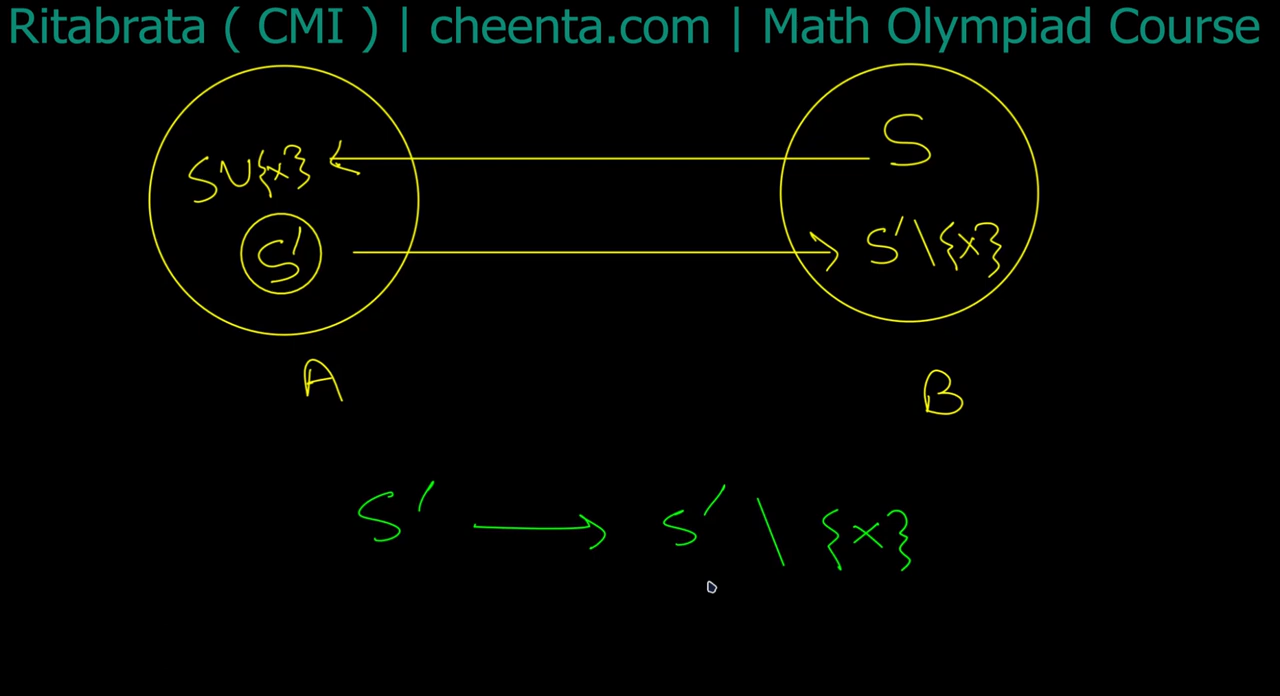 Ritabrata ( CMI ) | cheenta.com | Math Olympiad Course
S∪{x} S
S' S'\{x}
A B
S' → S' \ {x}